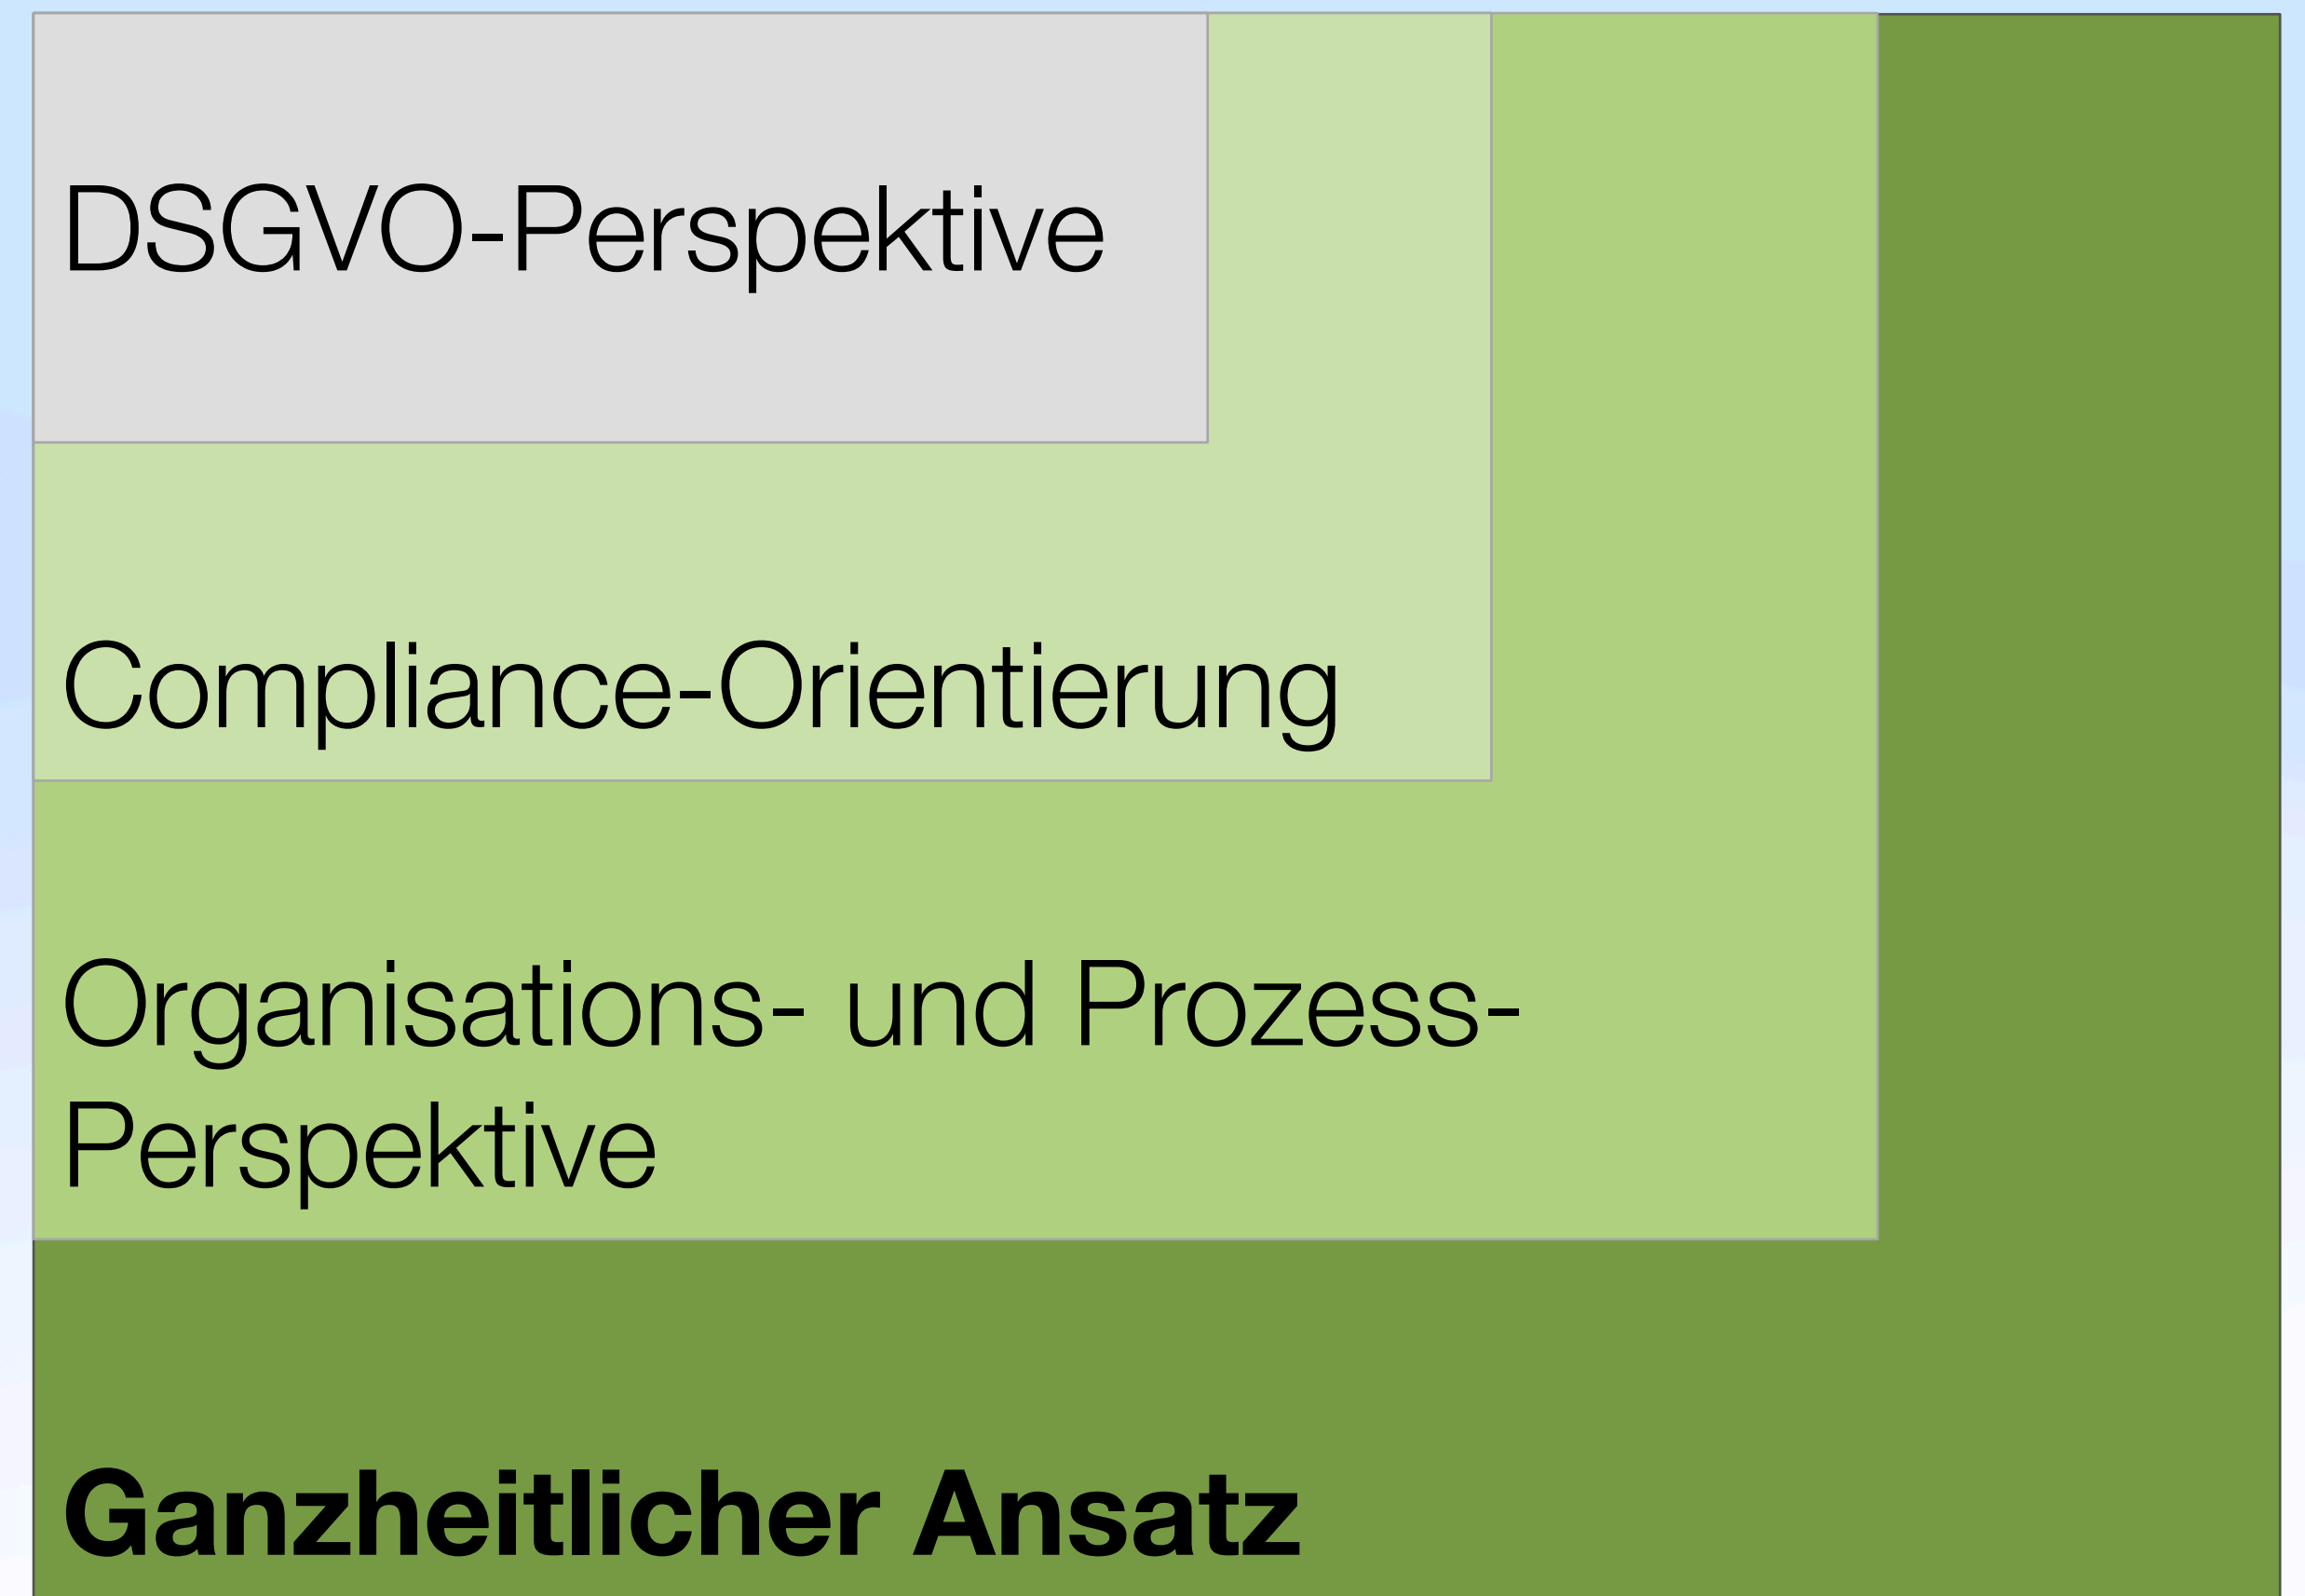 DSGVO-Perspektive
Compliance-Orientierung
Organisations- und Prozess-
Perspektive
Ganzheitlicher Ansatz